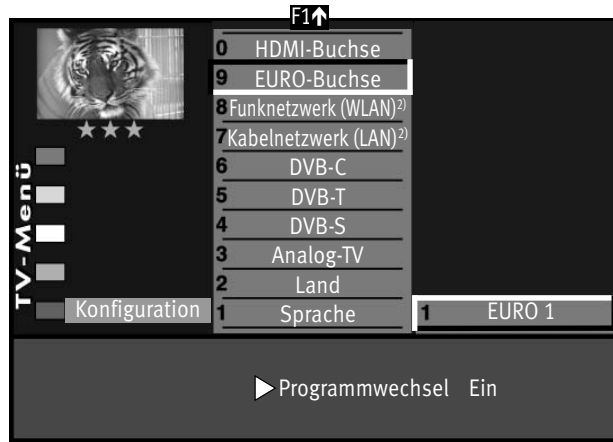 F1↑
0 HDMI-Buchse
9 EURO-Buchse
8 Funknetzwerk (WLAN)2)
7 Kabelnetzwerk (LAN)2)
6 DVB-C
5 DVB-T
4 DVB-S
3 Analog-TV
2 Land
TV-Menü
Konfiguration 1 Sprache 1 EURO 1
Programmwechsel Ein